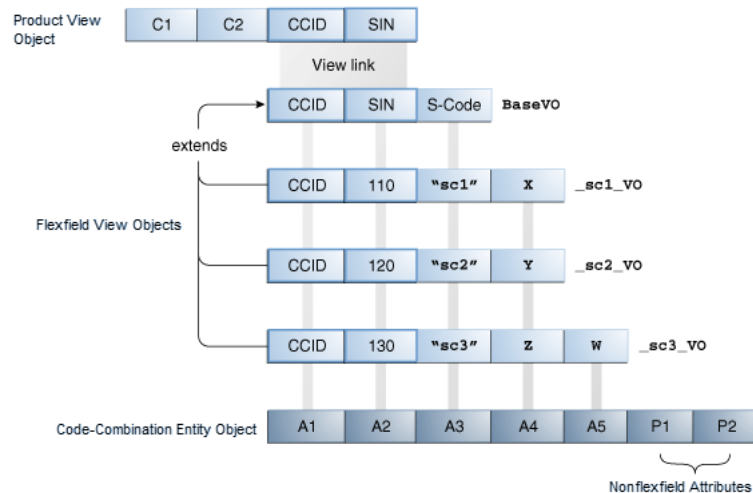 Product View
Object
C1 C2 CCID SIN
View link
CCID SIN S-Code BaseVO
extends
CCID 110 “sc1” X _sc1_VO
Flexfield View Objects
CCID 120 “sc2” Y _sc2_VO
CCID 130 “sc3” Z W _sc3_VO
Code-Combination Entity Object A1 A2 A3 A4 A5 P1 P2
Nonflexfield Attributes